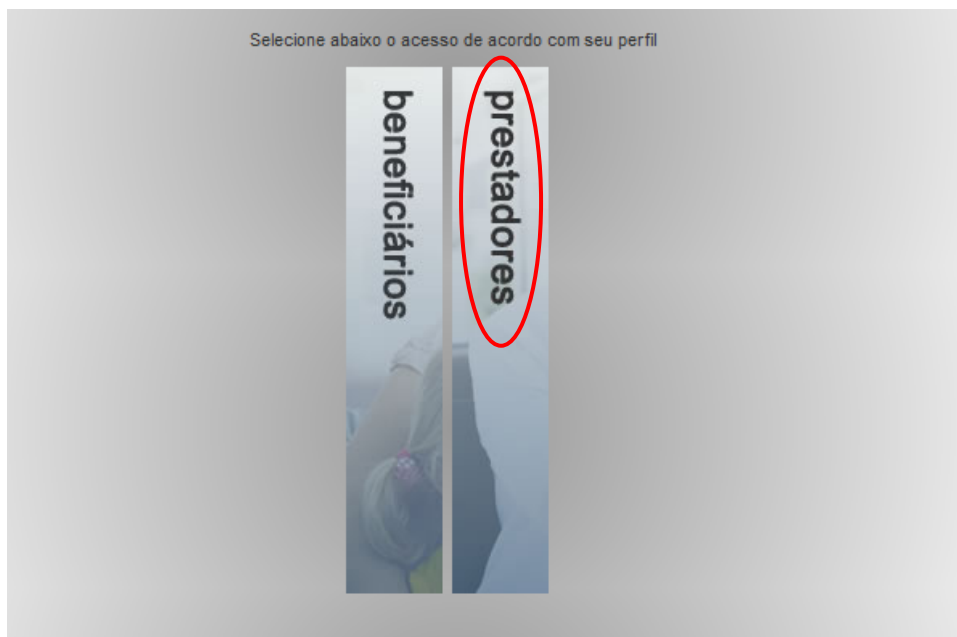 Selecione abaixo o acesso de acordo com seu perfil
beneficiários
prestadores